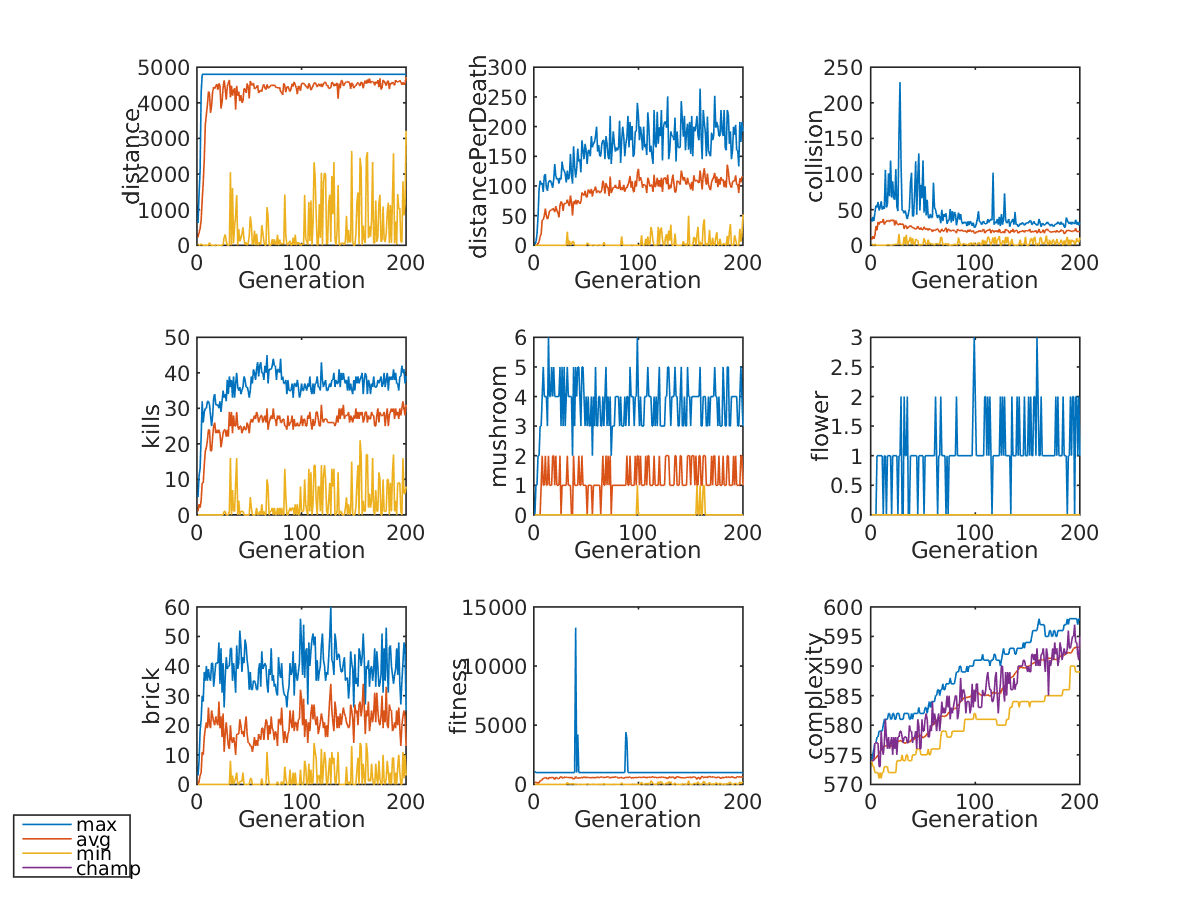 5000
4000
3000
2000
1000
0
0 100 200
distance
Generation
300
250
200
150
100
50
0
0 100 200
distancePerDeath
Generation
250
200
150
100
50
0
0 100 200
collision
Generation
50
40
30
20
10
0
0 100 200
kills
Generation
6
5
4
3
2
1
0
0 100 200
mushroom
Generation
3
2.5
2
1.5
1
0.5
0
0 100 200
flower
Generation
60
50
40
30
20
10
0
0 100 200
brick
Generation
15000
10000
5000
0
0 100 200
fitness
Generation
600
595
590
585
580
575
570
0 100 200
complexity
Generation
max
avg
min
champ